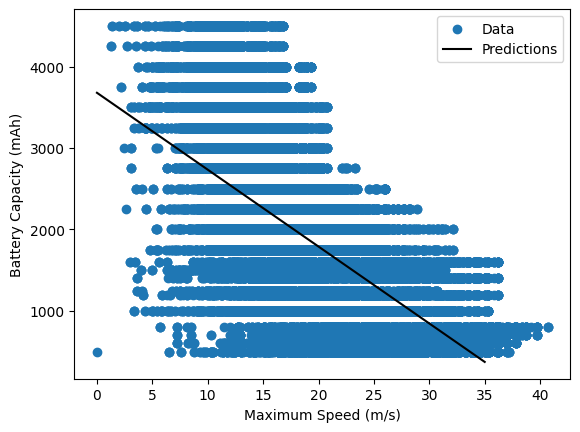 Data
Predictions
4000
3000
2000
1000
Battery Capacity (mAh)
0 5 10 15 20 25 30 35 40
Maximum Speed (m/s)